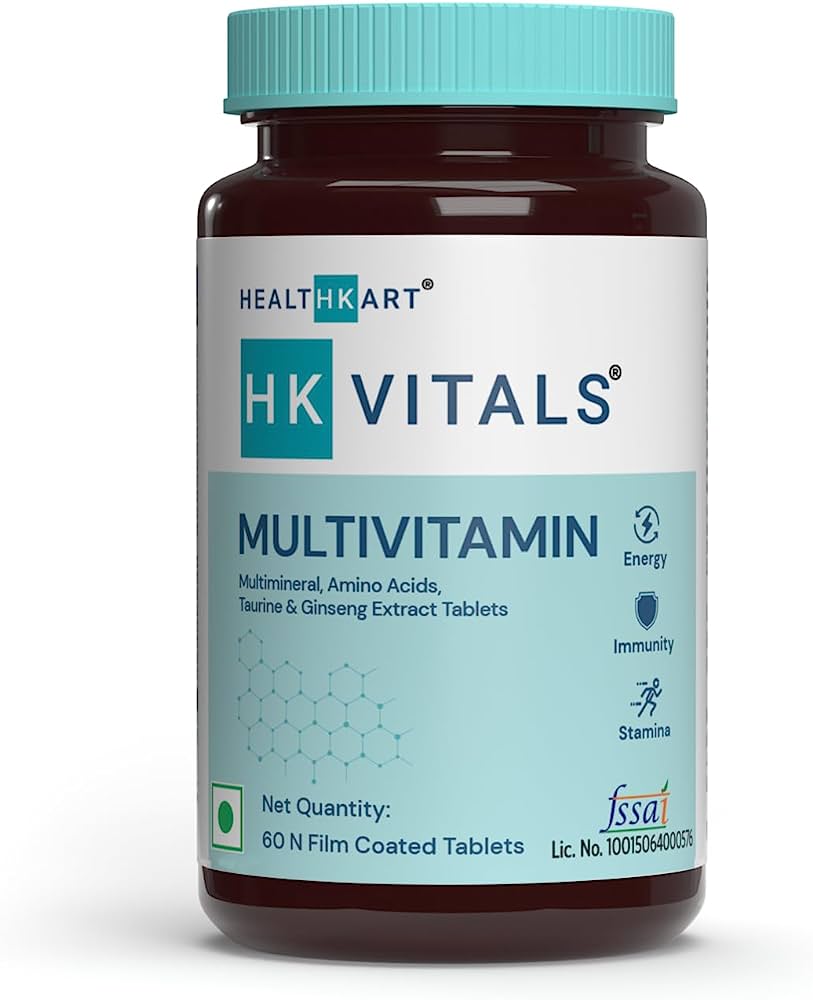 HEALTHKART®
HK VITALS®
MULTIVITAMIN
Multimineral, Amino Acids,
Taurine & Ginseng Extract Tablets
Energy
Immunity
Stamina
Net Quantity:
60 N Film Coated Tablets
fssai
Lic. No. 10015064000576